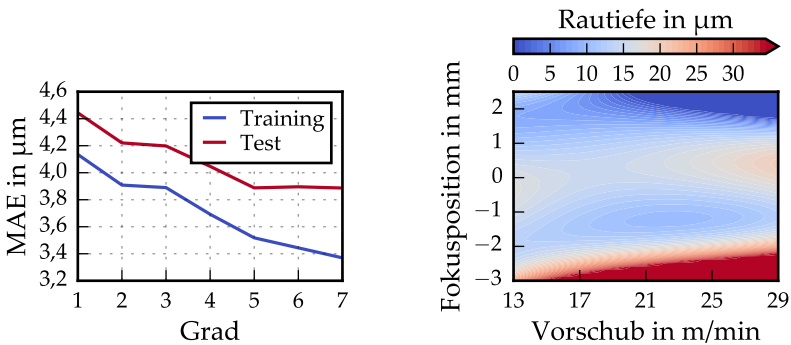 4,6
4,4
4,2
4,0
3,8
3,6
3,4
3,2
MAE in µm
Training
Test
1 2 3 4 5 6 7
Grad
Rautiefe in µm
0 5 10 15 20 25 30
Fokusposition in mm
2
1
0
−1
−2
−3
13 17 21 25 29
Vorschub in m/min